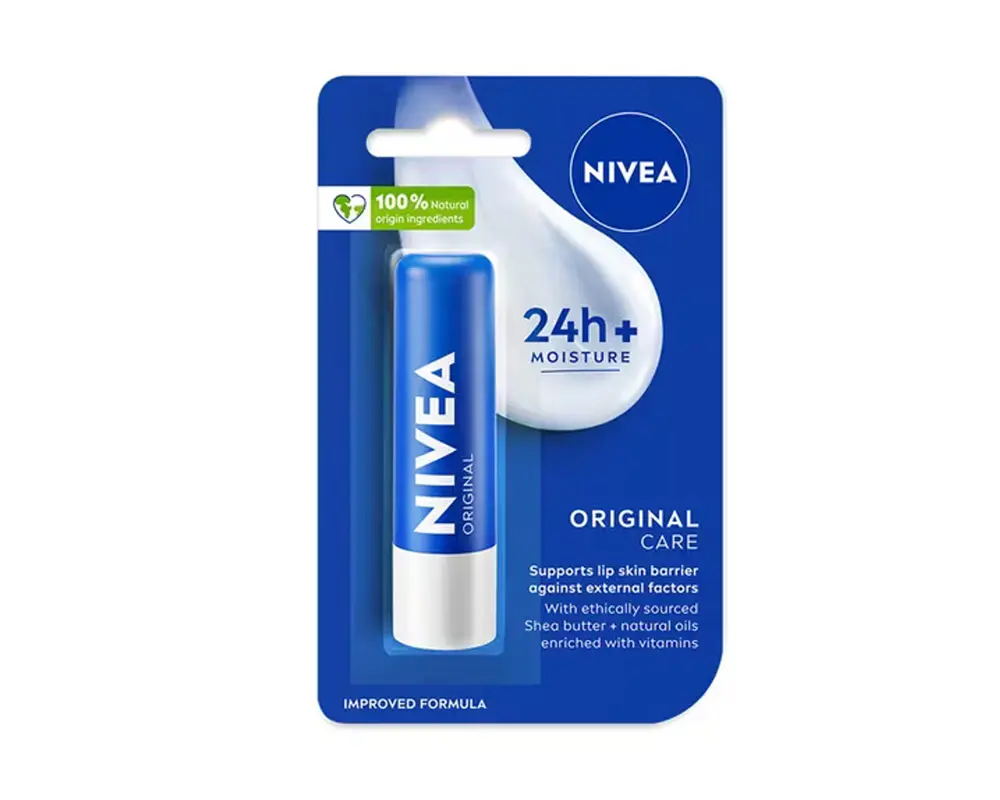 NIVEA
100% Natural
origin ingredients
24h+
MOISTURE
NIVEA
ORIGINAL
ORIGINAL
CARE
Supports lip skin barrier
against external factors
With ethically sourced
Shea butter + natural oils
enriched with vitamins
IMPROVED FORMULA